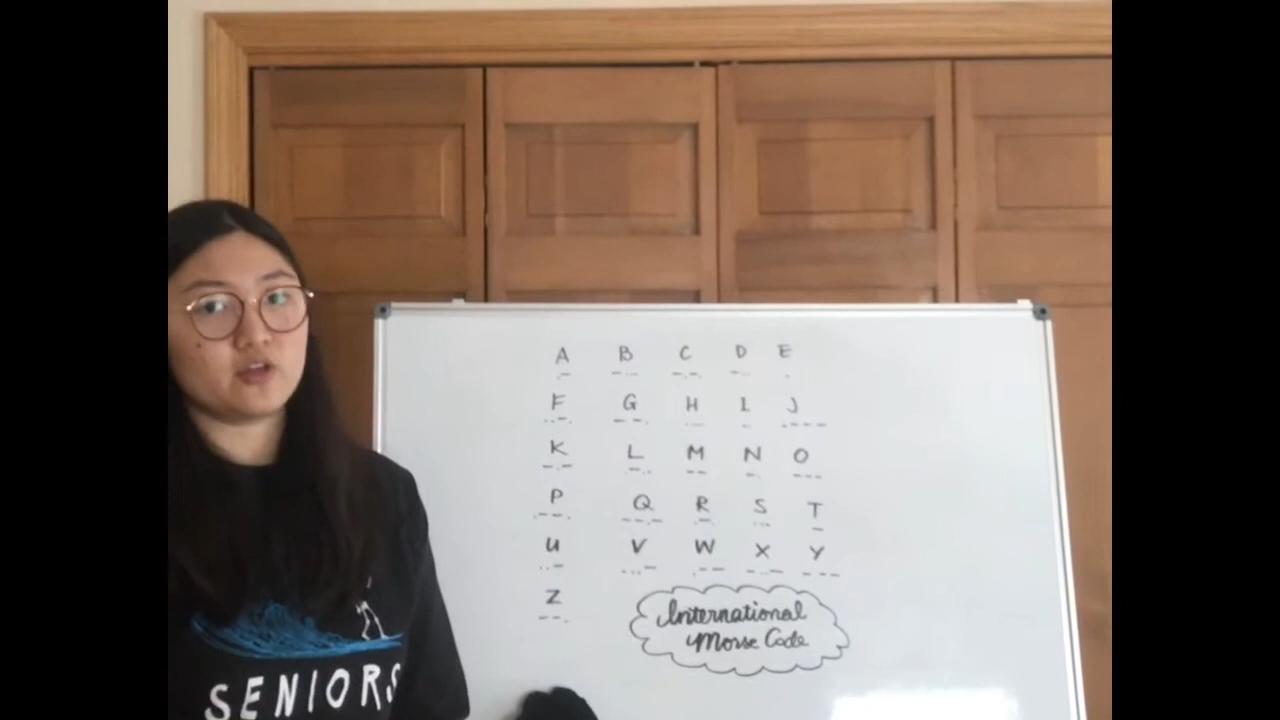 A B C D E
.- -... -.-. -.. .
F G H I J
..-. --. .... .. .---
K L M N O
-.- .-.. -- -. ---
P Q R S T
.--. --.- .-. ... -
U V W X Y
..- ...- .-- -..- -.--
Z
--..
International
Morse Code
SENIORS